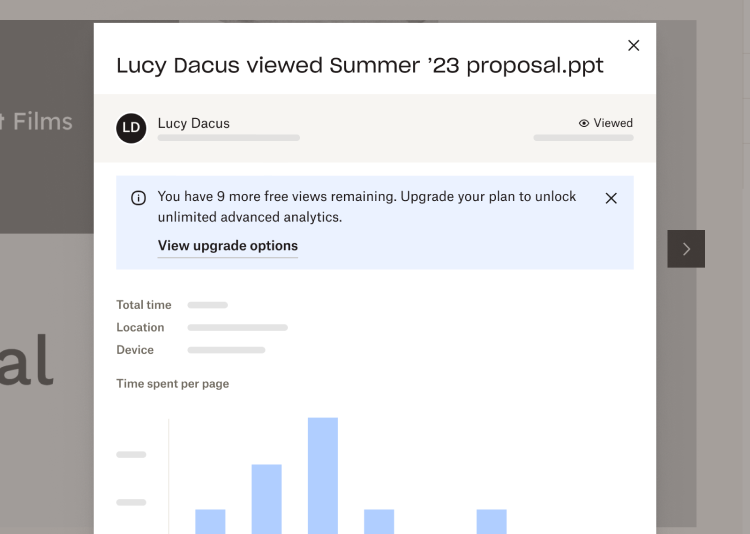 Lucy Dacus viewed Summer ’23 proposal.ppt
t Films
LD
Lucy Dacus
Viewed
You have 9 more free views remaining. Upgrade your plan to unlock
unlimited advanced analytics.
View upgrade options
al
Total time
Location
Device
Time spent per page